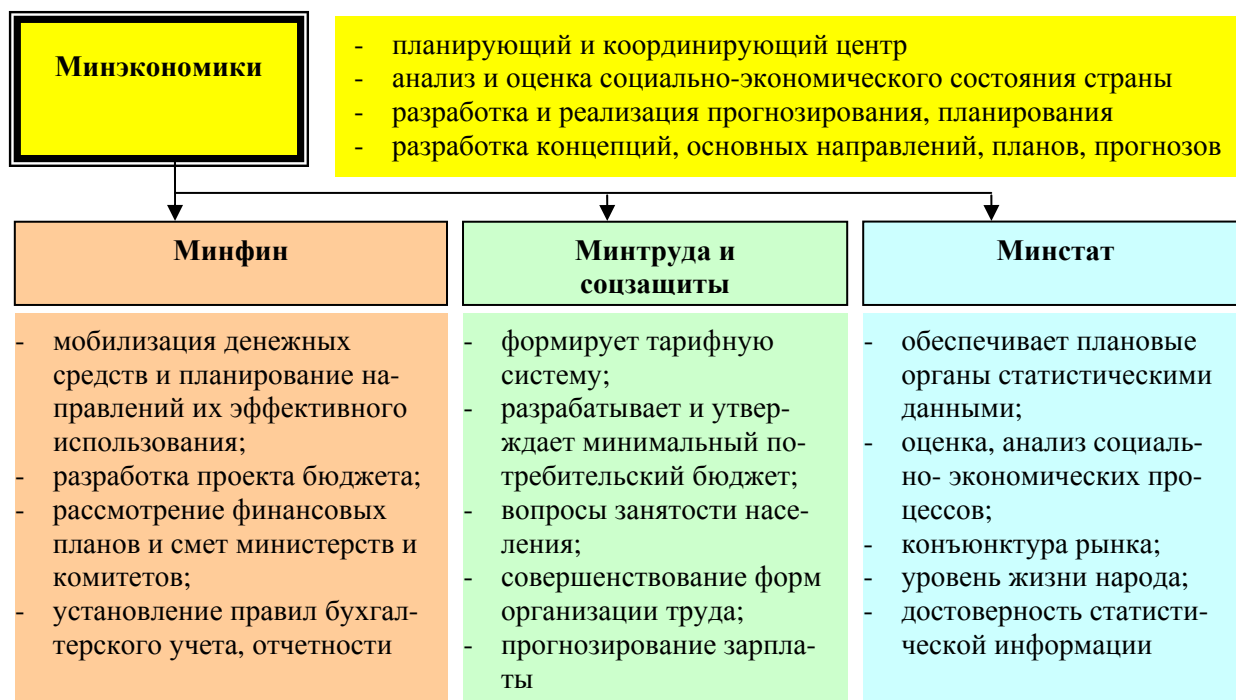 Минэкономики
- планирующий и координирующий центр
- анализ и оценка социально-экономического состояния страны
- разработка и реализация прогнозирования, планирования
- разработка концепций, основных направлений, планов, прогнозов
Минфин
- мобилизация денежных
средств и планирование на-
правлений их эффективного
использования;
- разработка проекта бюджета;
- рассмотрение финансовых
планов и смет министерств и
комитетов;
- установление правил бухгал-
терского учета, отчетности
Минтруда и
соцзащиты
- формирует тарифную
систему;
- разрабатывает и утвер-
ждает минимальный по-
требительский бюджет;
- вопросы занятости насе-
ления;
- совершенствование форм
организации труда;
- прогнозирование зарпла-
ты
Минстат
- обеспечивает плановые
органы статистическими
данными;
- оценка, анализ социаль-
но- экономических про-
цессов;
- конъюнктура рынка;
- уровень жизни народа;
- достоверность статисти-
ческой информации